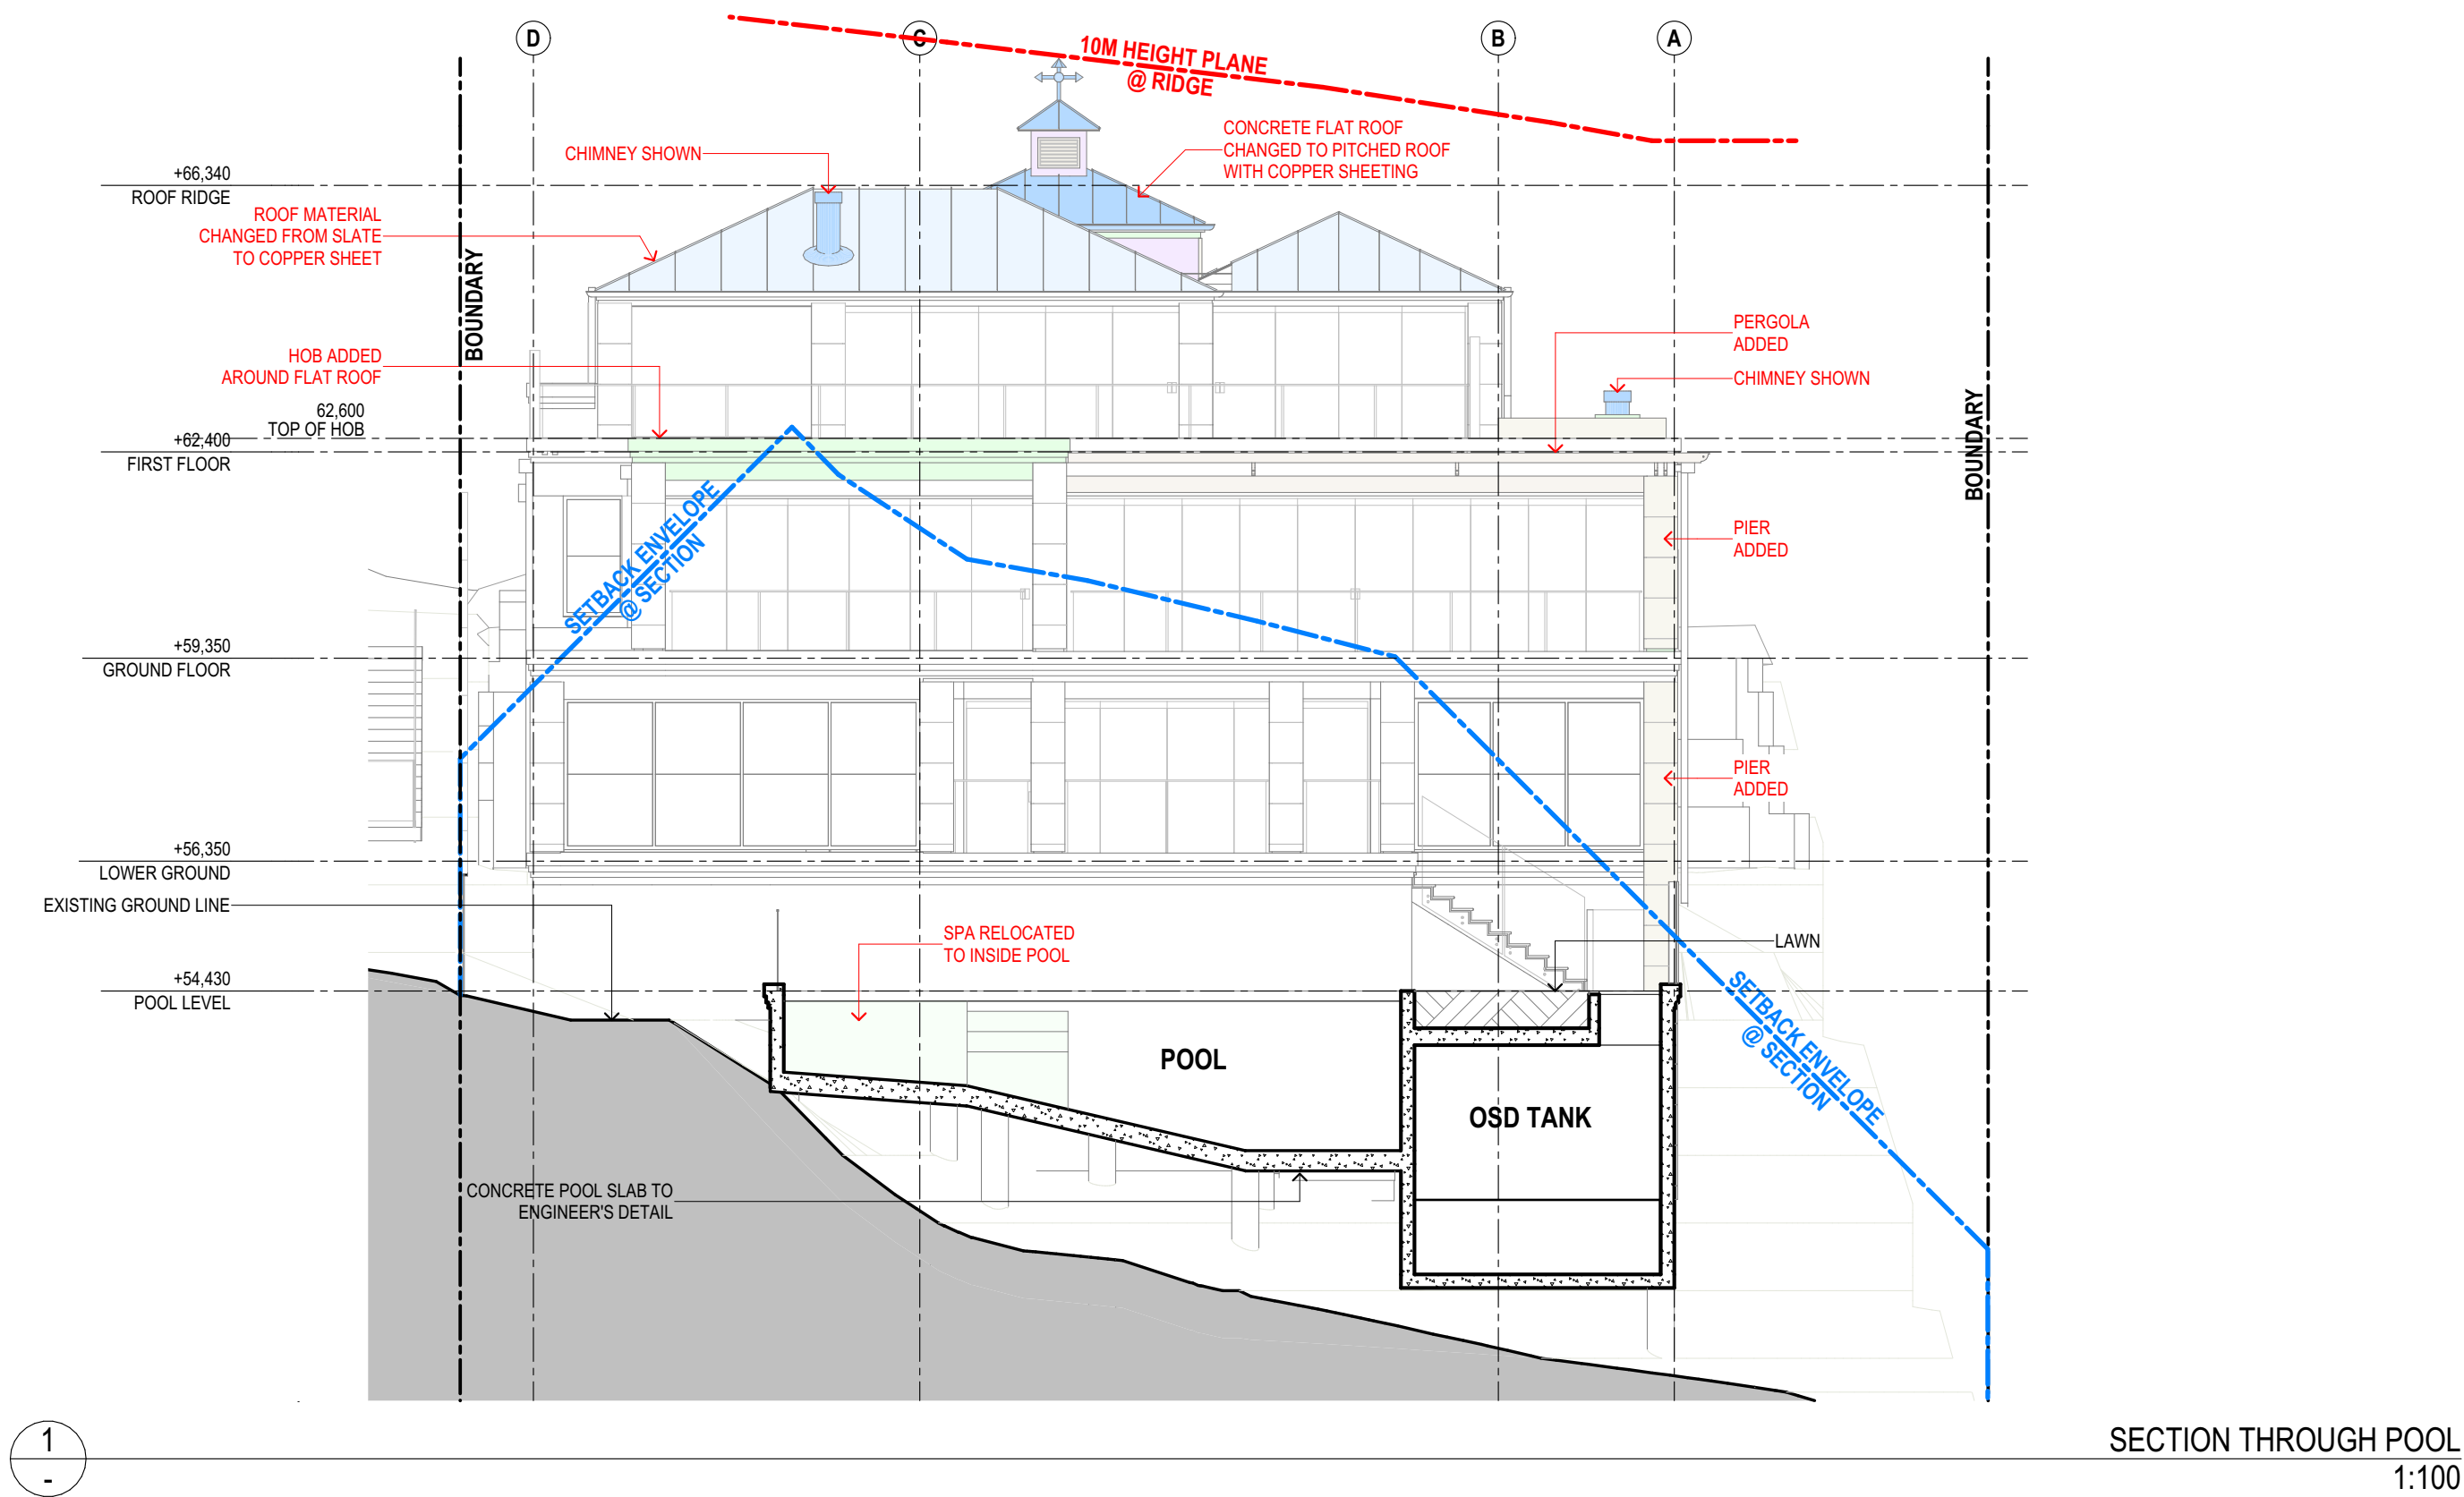 D
C
B
A
10M HEIGHT PLANE
@ RIDGE
CHIMNEY SHOWN
CONCRETE FLAT ROOF
CHANGED TO PITCHED ROOF
WITH COPPER SHEETING
+66,340
ROOF RIDGE
ROOF MATERIAL
CHANGED FROM SLATE
TO COPPER SHEET
BOUNDARY
HOB ADDED
AROUND FLAT ROOF
PERGOLA
ADDED
CHIMNEY SHOWN
BOUNDARY
62,600
TOP OF HOB
+62,400
FIRST FLOOR
SETBACK ENVELOPE
@ SECTION
PIER
ADDED
+59,350
GROUND FLOOR
PIER
ADDED
+56,350
LOWER GROUND
EXISTING GROUND LINE
SPA RELOCATED
TO INSIDE POOL
LAWN
+54,430
POOL LEVEL
SETBACK ENVELOPE
@ SECTION
POOL
OSD TANK
CONCRETE POOL SLAB TO
ENGINEER'S DETAIL
1
-
SECTION THROUGH POOL
1:100